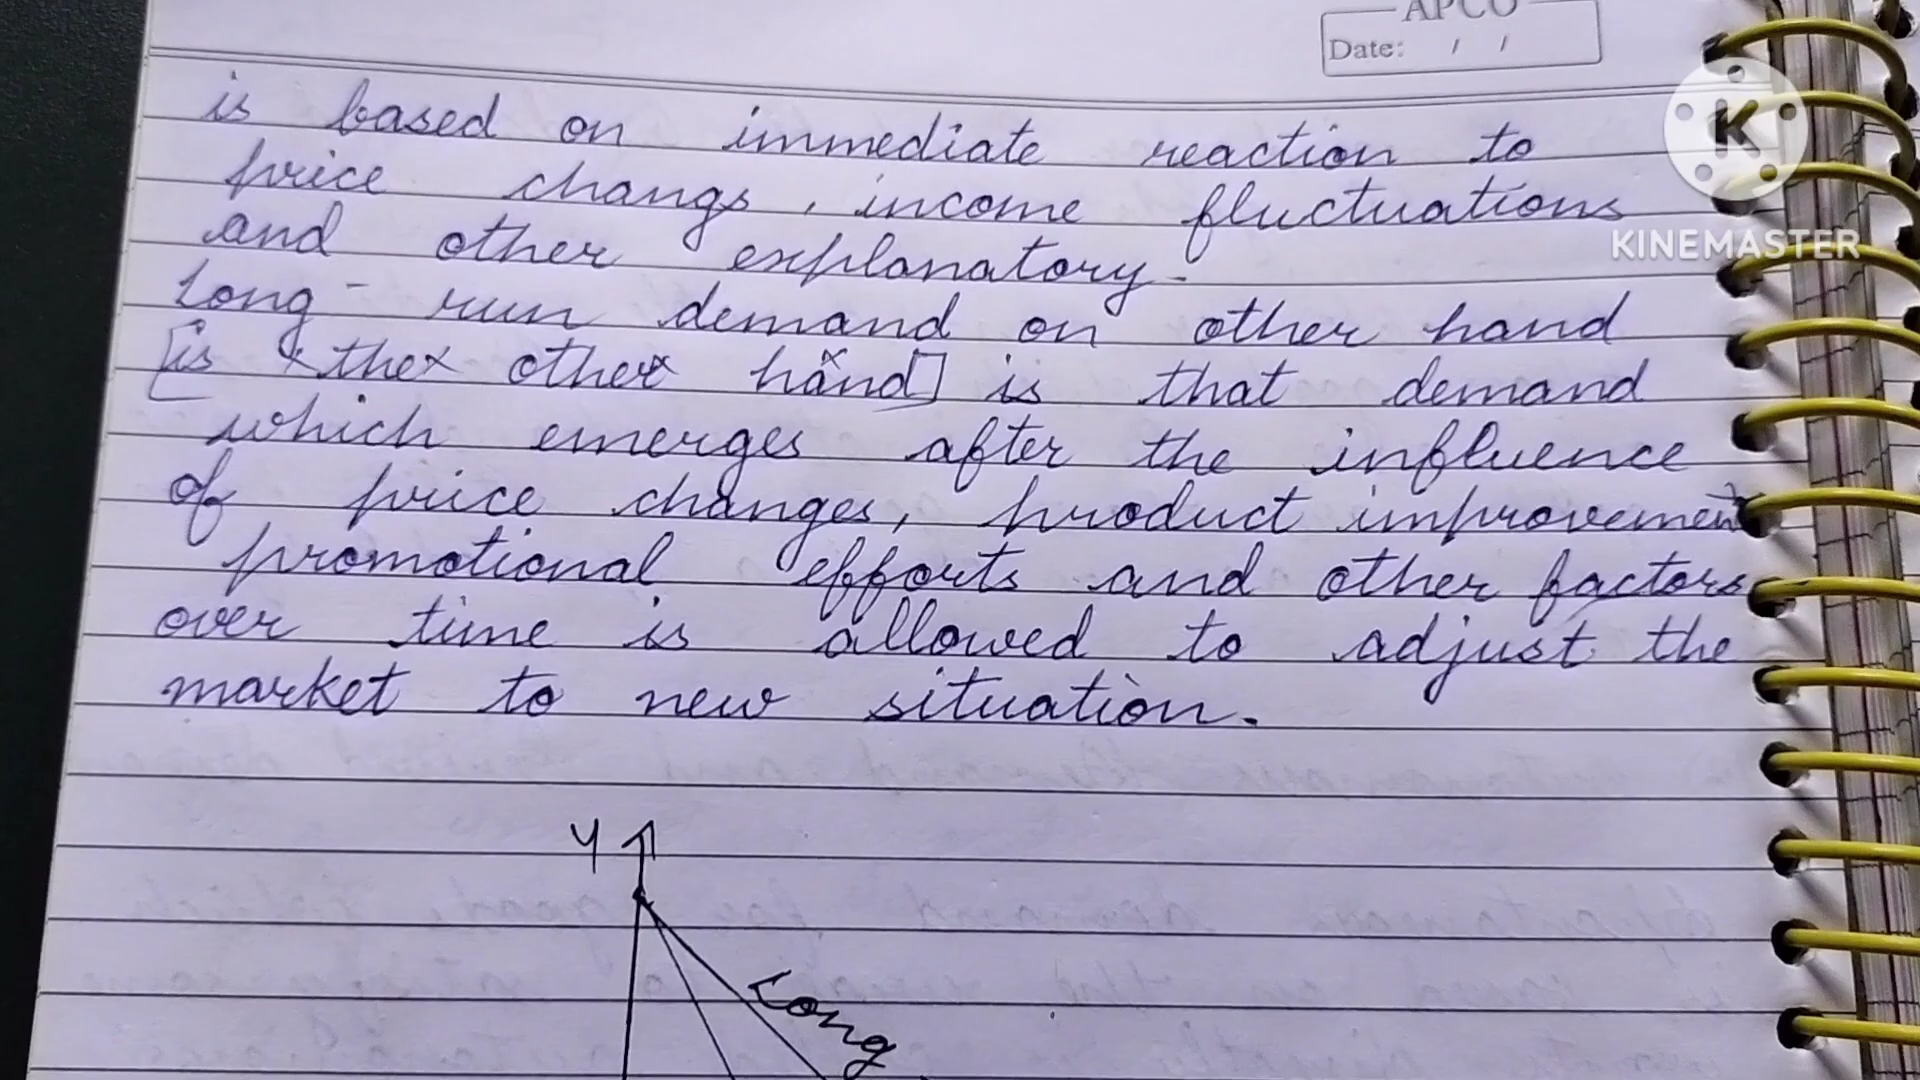 APCO
Date: / /
is based on immediate reaction to
price changs, income fluctuations
and other explanatory.
Long - run demand on other hand
[is the other hand] is that demand
which emerges after the influence
of price changes, product improvement
promotional efforts and other factors
over time is allowed to adjust the
market to new situation.
Y
Long
K
KINEMASTER